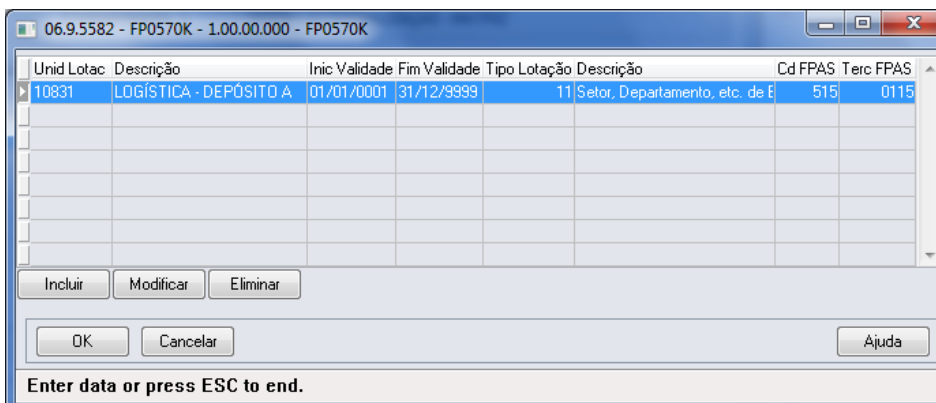 06.9.5582 - FP0570K - 1.00.00.000 - FP0570K
Unid Lotac Descrição Inic Validade Fim Validade Tipo Lotação Descrição Cd FPAS Terc FPAS
10831 LOGÍSTICA - DEPÓSITO A 01/01/0001 31/12/9999 11 Setor, Departamento, etc. de E 515 0115
Incluir Modificar Eliminar
OK Cancelar Ajuda
Enter data or press ESC to end.